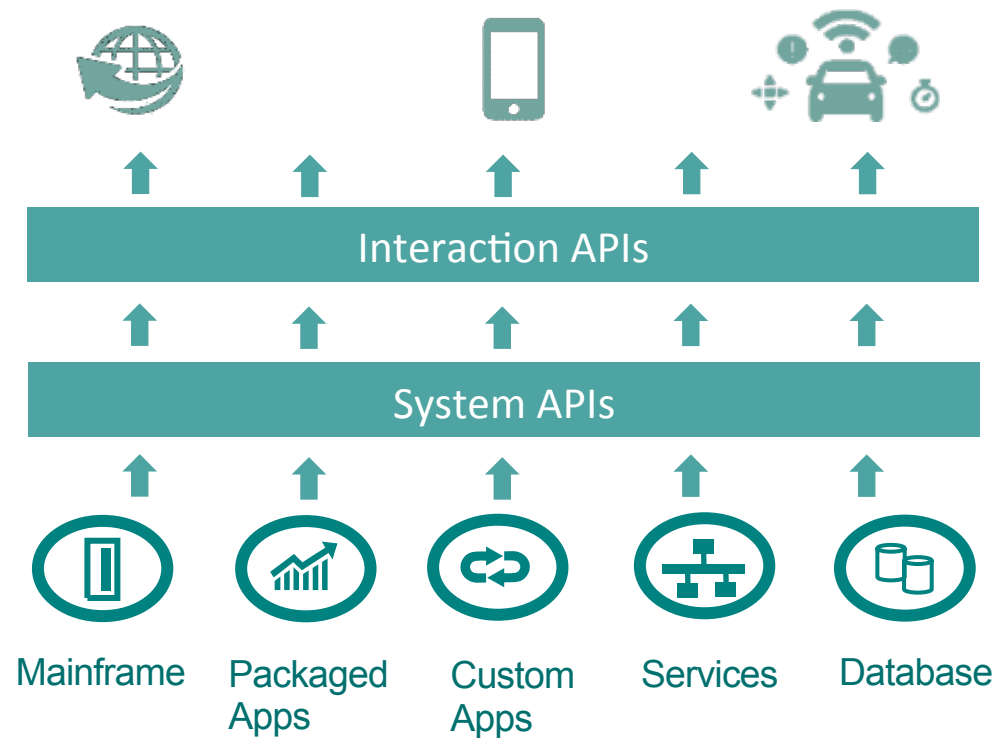 Interaction APIs
System APIs
Mainframe
Packaged
Apps
Custom
Apps
Services
Database